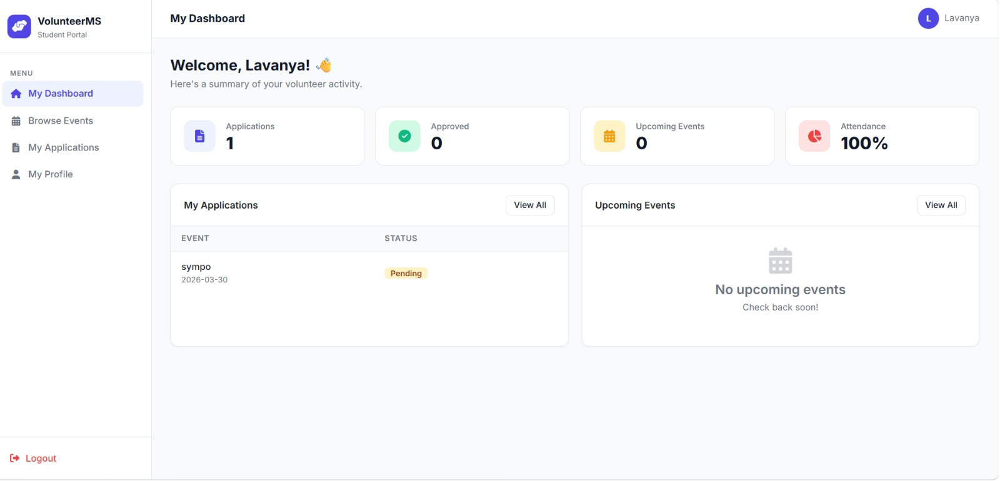 VolunteerMS
Student Portal
MENU
My Dashboard
Browse Events
My Applications
My Profile
Logout
My Dashboard
L Lavanya
Welcome, Lavanya! 👋
Here's a summary of your volunteer activity.
Applications
1
Approved
0
Upcoming Events
0
Attendance
100%
My Applications View All
EVENT STATUS
sympo
2026-03-30
Pending
Upcoming Events View All
No upcoming events
Check back soon!